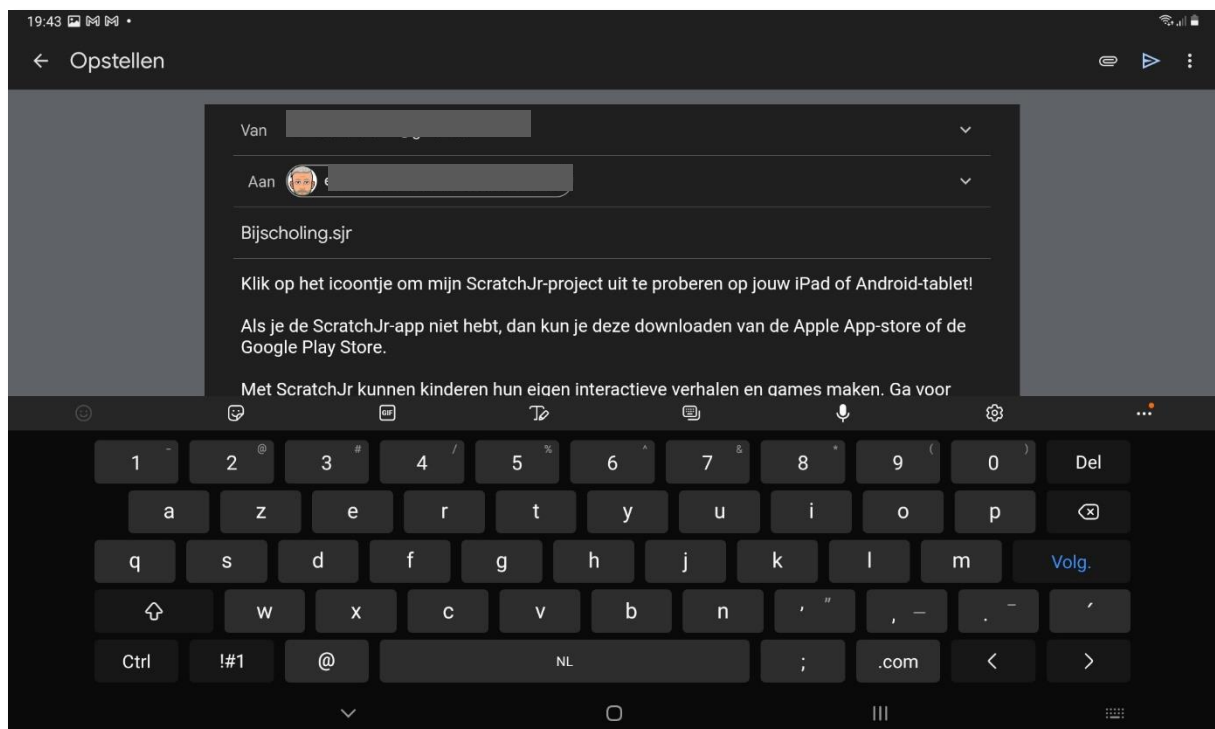 19:43
Opstellen
Van
Aan e
Bijscholing.sjr
Klik op het icoontje om mijn ScratchJr-project uit te proberen op jouw iPad of Android-tablet!
Als je de ScratchJr-app niet hebt, dan kun je deze downloaden van de Apple App-store of de
Google Play Store.
Met ScratchJr kunnen kinderen hun eigen interactieve verhalen en games maken. Ga voor
GIF T
1 - 2 @ 3 # 4 / 5 % 6 ^ 7 & 8 * 9 ( 0 ) Del
a z e r t y u i o p
q s d f g h j k l m Volg.
w x c v b n ' " , _ . - ´
Ctrl !#1 @ NL ; .com < >